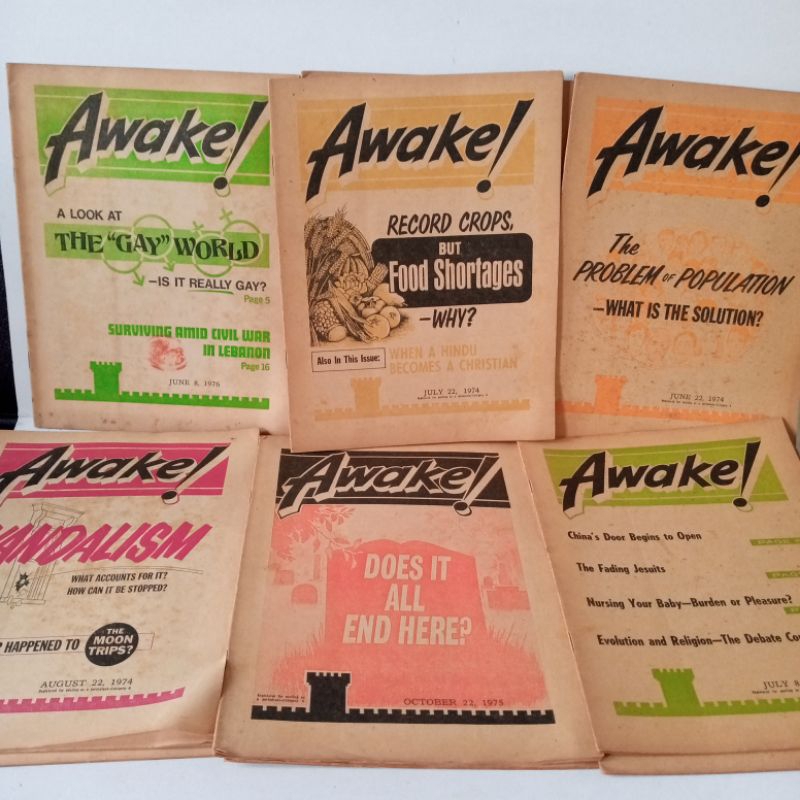 Awake!
A LOOK AT
THE "GAY" WORLD
—IS IT REALLY GAY?
Page 5
SURVIVING AMID CIVIL WAR
IN LEBANON
Page 16
JUNE 8, 1976
Awake!
RECORD CROPS,
BUT
Food Shortages
—WHY?
Also In This Issue:
WHEN A HINDU
BECOMES A CHRISTIAN
JULY 22, 1974
Awake!
The
PROBLEM OF POPULATION
—WHAT IS THE SOLUTION?
JUNE 22, 1974
Awake!
VANDALISM
WHAT ACCOUNTS FOR IT?
HOW CAN IT BE STOPPED?
HAPPENED TO THE
MOON
TRIPS?
AUGUST 22, 1974
Awake!
DOES IT
ALL
END HERE?
OCTOBER 22, 1975
Awake!
China's Door Begins to Open
PAGE
The Fading Jesuits
PAGE
Nursing Your Baby—Burden or Pleasure?
Evolution and Religion—The Debate Co
JULY 8